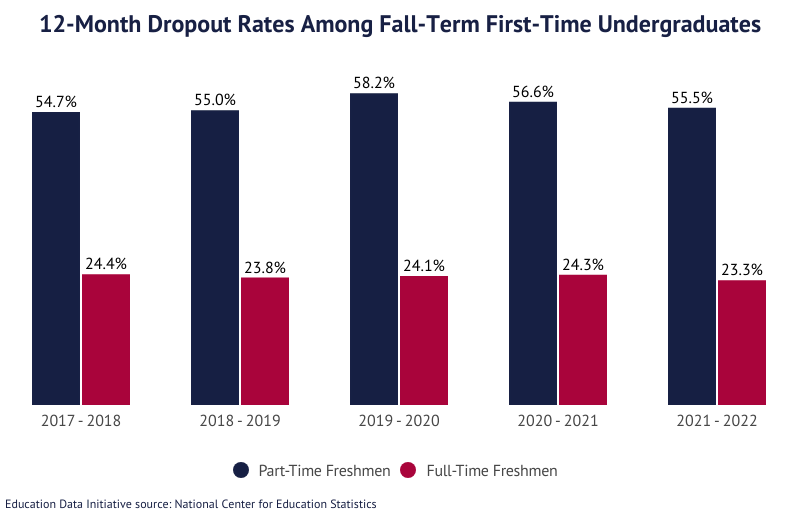 12-Month Dropout Rates Among Fall-Term First-Time Undergraduates
54.7%
24.4%
55.0%
23.8%
58.2%
24.1%
56.6%
24.3%
55.5%
23.3%
2017 - 2018
2018 - 2019
2019 - 2020
2020 - 2021
2021 - 2022
Part-Time Freshmen
Full-Time Freshmen
Education Data Initiative source: National Center for Education Statistics